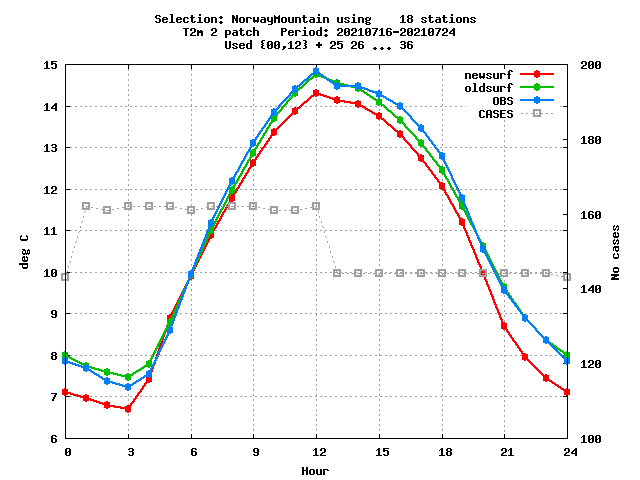 Selection: NorwayMountain using    18 stations
T2m 2 patch   Period: 20210716-20210724
Used {00,12} + 25 26 ... 36
newsurf
oldsurf
OBS
CASES
15
14
13
12
11
10
9
8
7
6
deg C
200
180
160
140
120
100
No cases
0 3 6 9 12 15 18 21 24
Hour